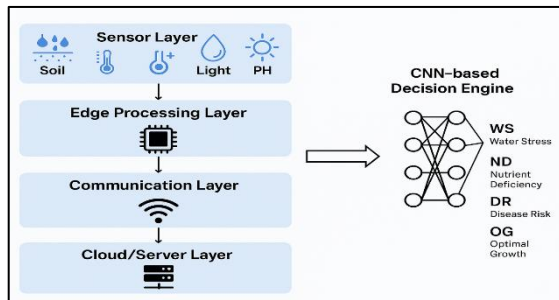 Sensor Layer
Soil
Light
PH
Edge Processing Layer
Communication Layer
Cloud/Server Layer
CNN-based
Decision Engine
WS
Water Stress
ND
Nutrient
Deficiency
DR
Disease Risk
OG
Optimal
Growth